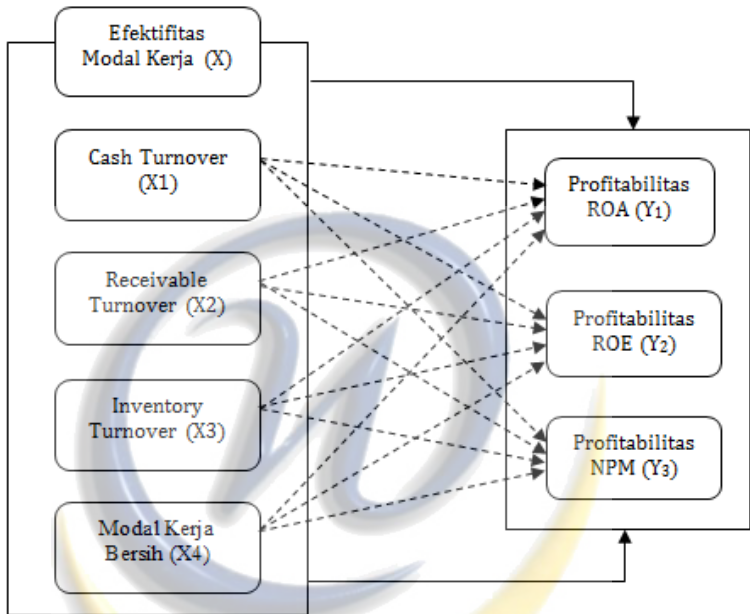 Efektifitas
Modal Kerja (X)
Cash Turnover
(X1)
Receivable
Turnover (X2)
Inventory
Turnover (X3)
Modal Kerja
Bersih (X4)
Profitabilitas
ROA (Y₁)
Profitabilitas
ROE (Y₂)
Profitabilitas
NPM (Y₃)